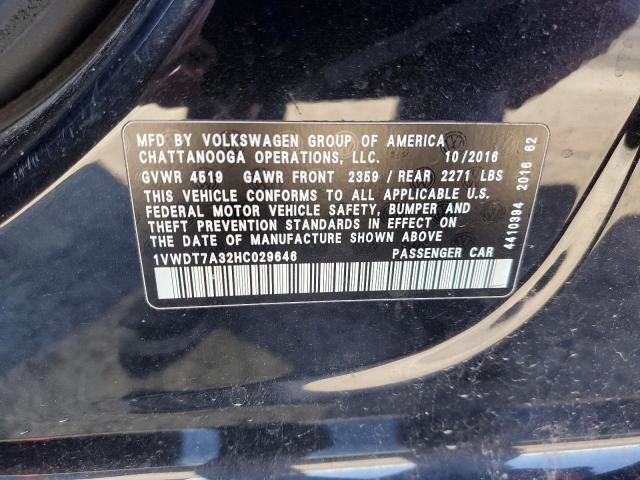 MFD BY VOLKSWAGEN GROUP OF AMERICA
CHATTANOOGA OPERATIONS, LLC. 10/2016
GVWR 4519 GAWR FRONT 2359 / REAR 2271 LBS
THIS VEHICLE CONFORMS TO ALL APPLICABLE U.S.
FEDERAL MOTOR VEHICLE SAFETY, BUMPER AND
THEFT PREVENTION STANDARDS IN EFFECT ON
THE DATE OF MANUFACTURE SHOWN ABOVE
1VWDT7A32HC029646 PASSENGER CAR
4410394 2016 62